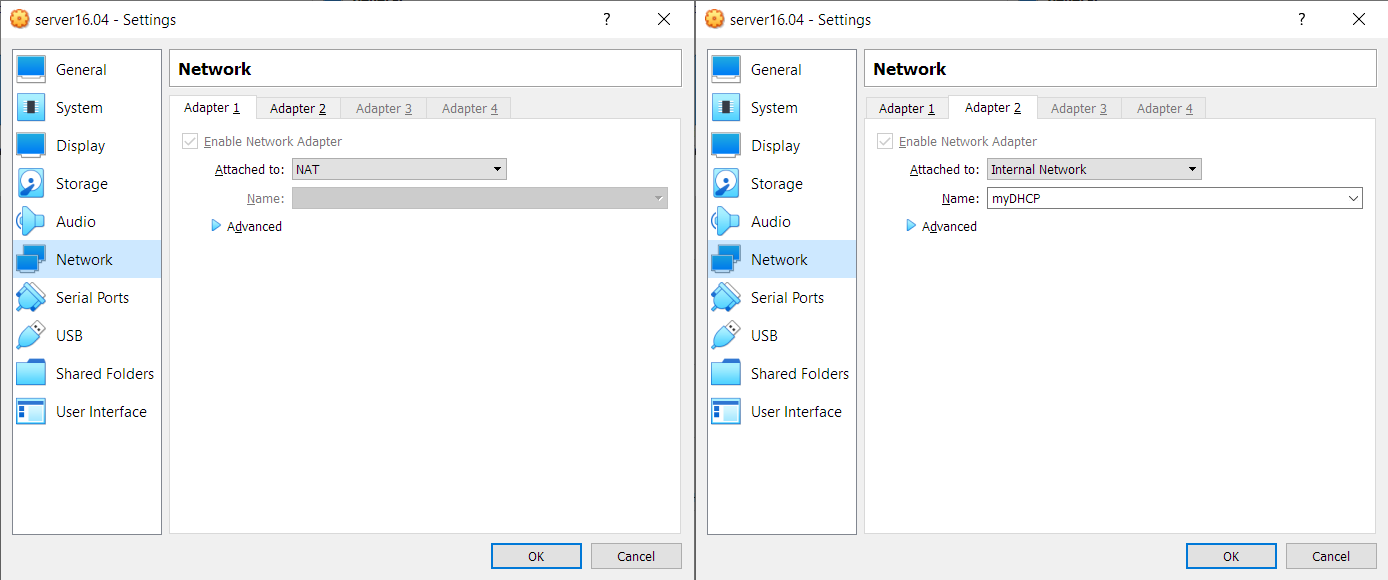 server16.04 - Settings
?
General
System
Display
Storage
Audio
Network
Serial Ports
USB
Shared Folders
User Interface
Network
Adapter 1 Adapter 2 Adapter 3 Adapter 4
Enable Network Adapter
Attached to: NAT
Name:
Advanced
OK Cancel
server16.04 - Settings
?
General
System
Display
Storage
Audio
Network
Serial Ports
USB
Shared Folders
User Interface
Network
Adapter 1 Adapter 2 Adapter 3 Adapter 4
Enable Network Adapter
Attached to: Internal Network
Name: myDHCP
Advanced
OK Cancel